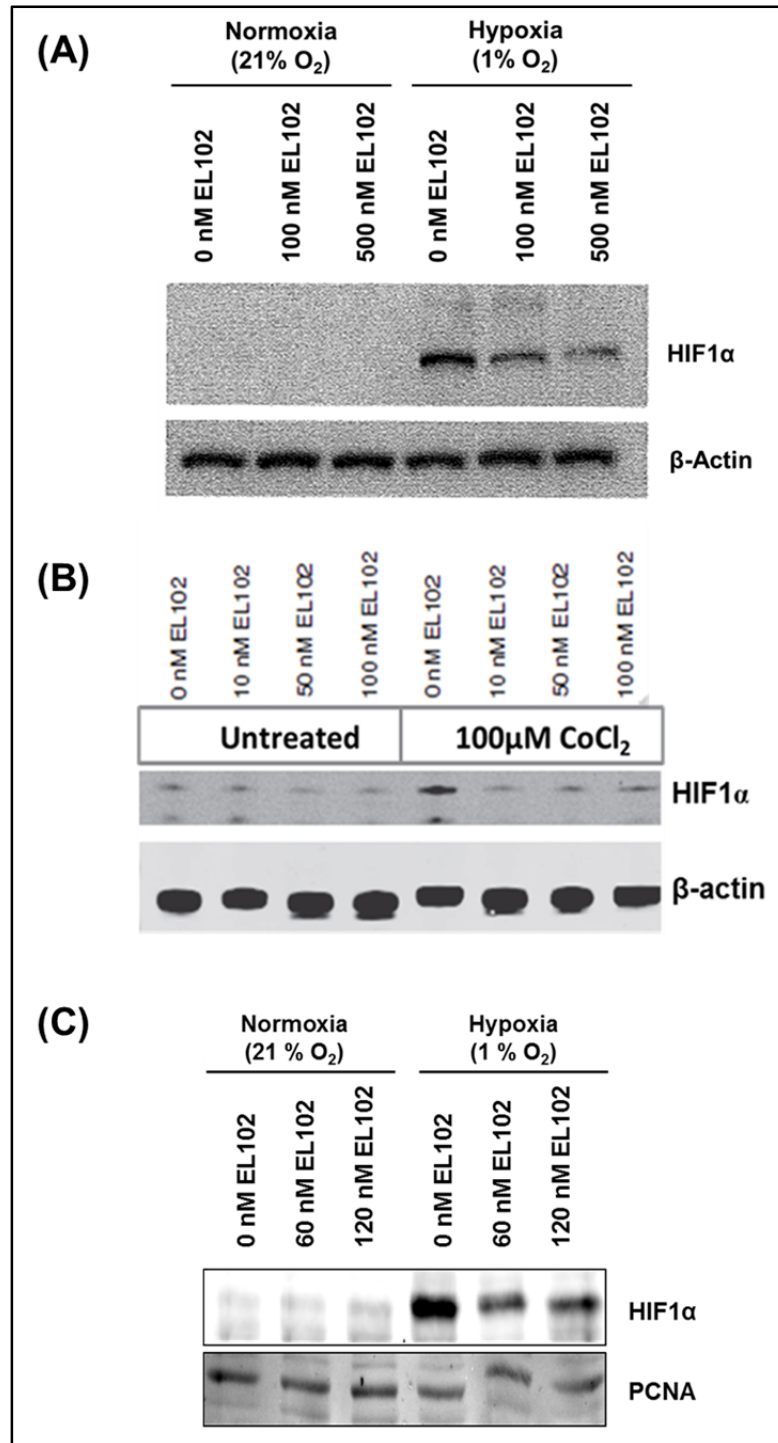 (A)
Normoxia
(21% O₂)
Hypoxia
(1% O₂)
0 nM EL102
100 nM EL102
500 nM EL102
0 nM EL102
100 nM EL102
500 nM EL102
HIF1α
β-Actin
(B)
0 nM EL102
10 nM EL102
50 nM EL102
100 nM EL102
0 nM EL102
10 nM EL102
50 nM EL102
100 nM EL102
Untreated
100μM CoCl₂
HIF1α
β-actin
(C)
Normoxia
(21 % O₂)
Hypoxia
(1 % O₂)
0 nM EL102
60 nM EL102
120 nM EL102
0 nM EL102
60 nM EL102
120 nM EL102
HIF1α
PCNA